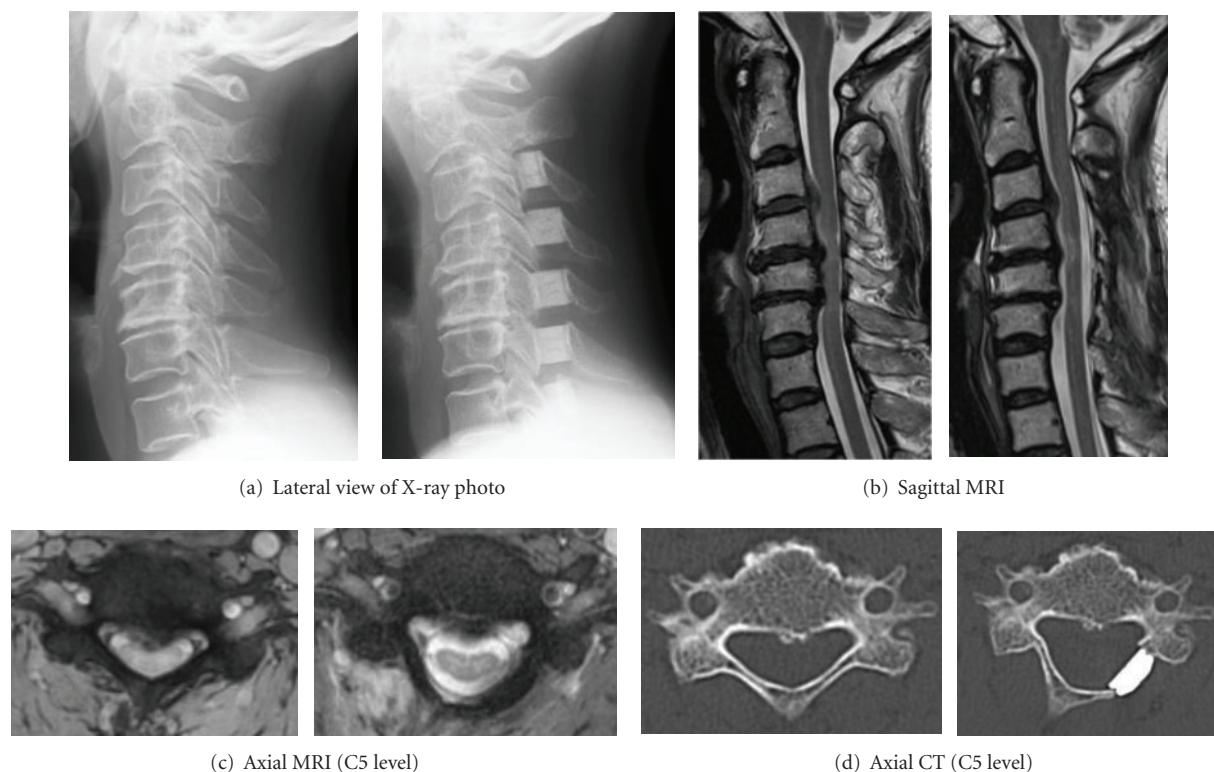 (a) Lateral view of X-ray photo
(b) Sagittal MRI
(c) Axial MRI (C5 level)
(d) Axial CT (C5 level)